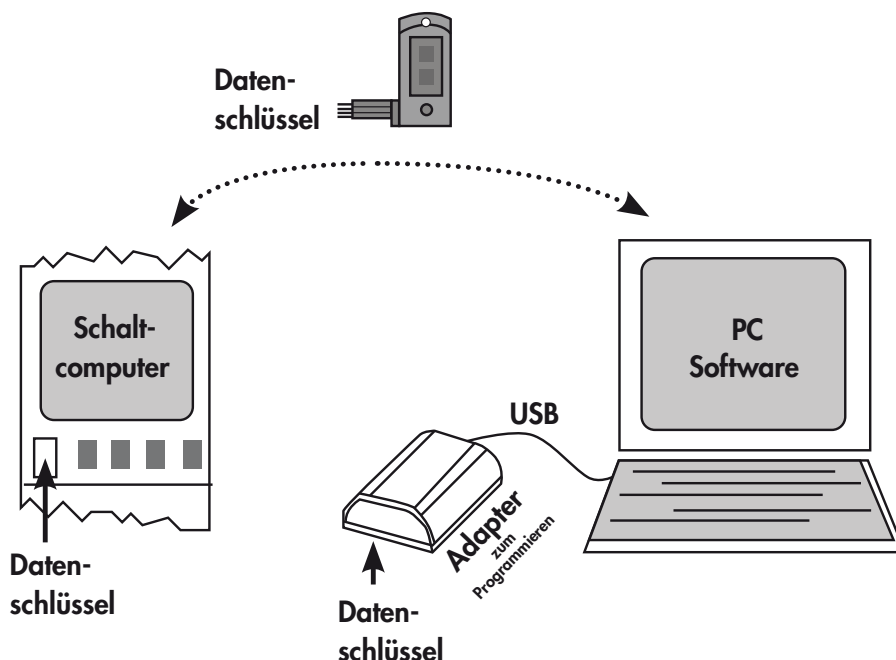 Daten-
schlüssel
Schalt-
computer
PC
Software
USB
Adapter
zum
Programmieren
Daten-
schlüssel
Daten-
schlüssel